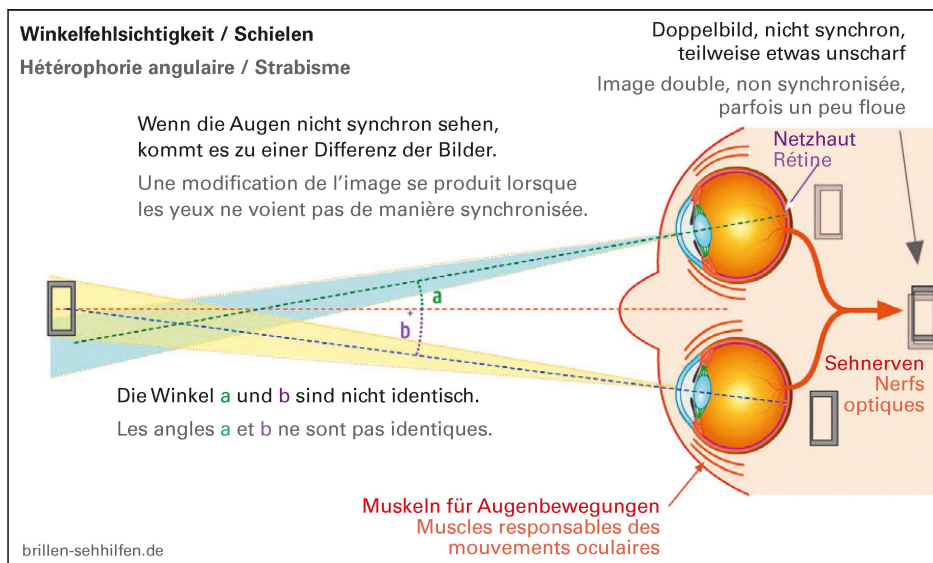 Winkelfehlsichtigkeit / Schielen
Hétérophorie angulaire / Strabisme
Doppelbild, nicht synchron,
teilweise etwas unscharf
Image double, non synchronisée,
parfois un peu floue
Wenn die Augen nicht synchron sehen,
kommt es zu einer Differenz der Bilder.
Une modification de l'image se produit lorsque
les yeux ne voient pas de manière synchronisée.
Netzhaut
Rétine
a
b
Die Winkel a und b sind nicht identisch.
Les angles a et b ne sont pas identiques.
Sehnerven
Nerfs
optiques
Muskeln für Augenbewegungen
Muscles responsables des
mouvements oculaires
brillen-sehhilfen.de